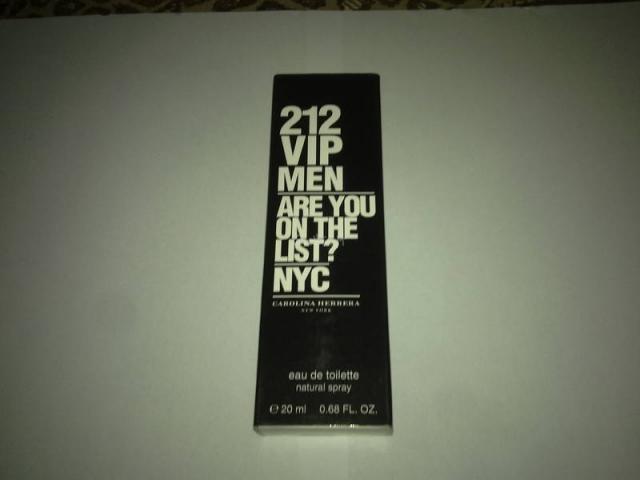 212
VIP
MEN
ARE YOU
ON THE
LIST?
NYC
CAROLINA HERRERA
NEW YORK
eau de toilette
natural spray
℮ 20 ml 0.68 FL. OZ.